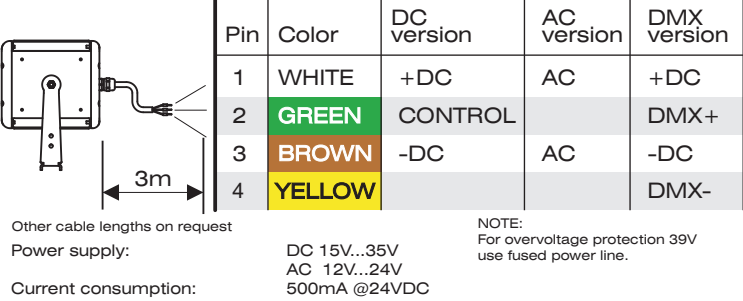 Pin Color DC version AC version DMX version
1 WHITE +DC AC +DC
2 GREEN CONTROL DMX+
3 BROWN -DC AC -DC
4 YELLOW DMX-
3m
Other cable lengths on request
Power supply: DC 15V...35V
AC 12V...24V
Current consumption: 500mA @24VDC
NOTE:
For overvoltage protection 39V
use fused power line.